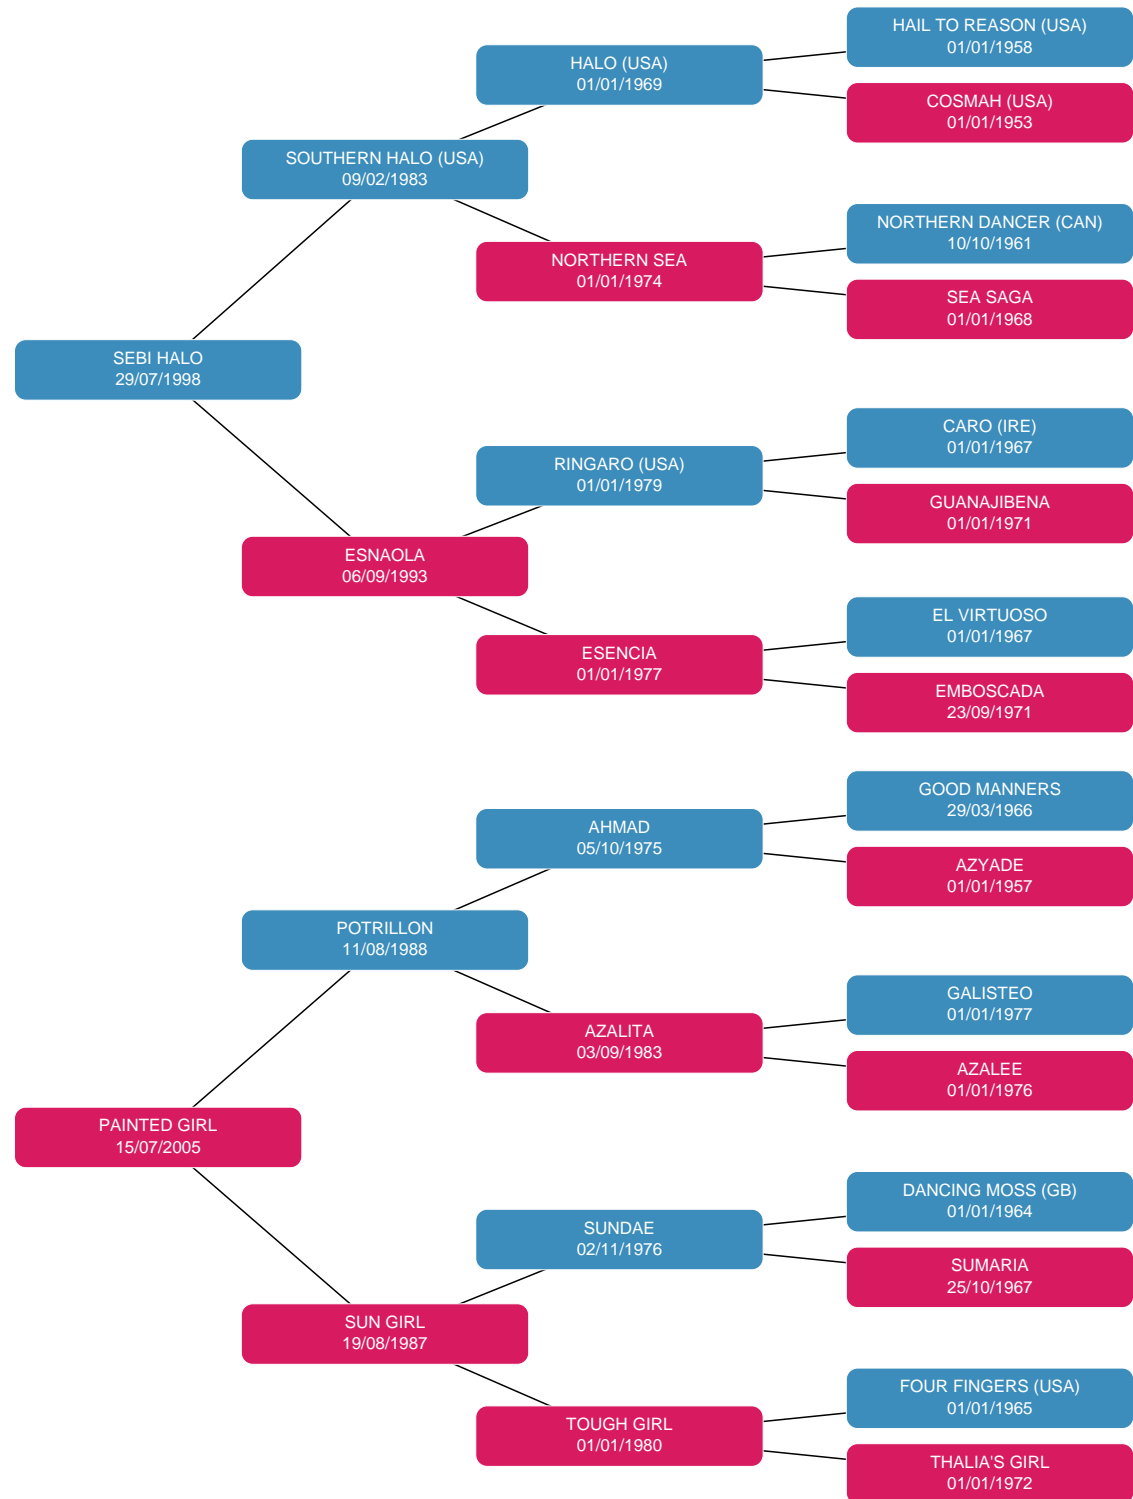 HAIL TO REASON (USA)
01/01/1958
HALO (USA)
01/01/1969
COSMAH (USA)
01/01/1953
SOUTHERN HALO (USA)
09/02/1983
NORTHERN DANCER (CAN)
10/10/1961
NORTHERN SEA
01/01/1974
SEA SAGA
01/01/1968
SEBI HALO
29/07/1998
CARO (IRE)
01/01/1967
RINGARO (USA)
01/01/1979
GUANAJIBENA
01/01/1971
ESNAOLA
06/09/1993
EL VIRTUOSO
01/01/1967
ESENCIA
01/01/1977
EMBOSCADA
23/09/1971
GOOD MANNERS
29/03/1966
AHMAD
05/10/1975
AZYADE
01/01/1957
POTRILLON
11/08/1988
GALISTEO
01/01/1977
AZALITA
03/09/1983
AZALEE
01/01/1976
PAINTED GIRL
15/07/2005
DANCING MOSS (GB)
01/01/1964
SUNDAE
02/11/1976
SUMARIA
25/10/1967
SUN GIRL
19/08/1987
FOUR FINGERS (USA)
01/01/1965
TOUGH GIRL
01/01/1980
THALIA'S GIRL
01/01/1972